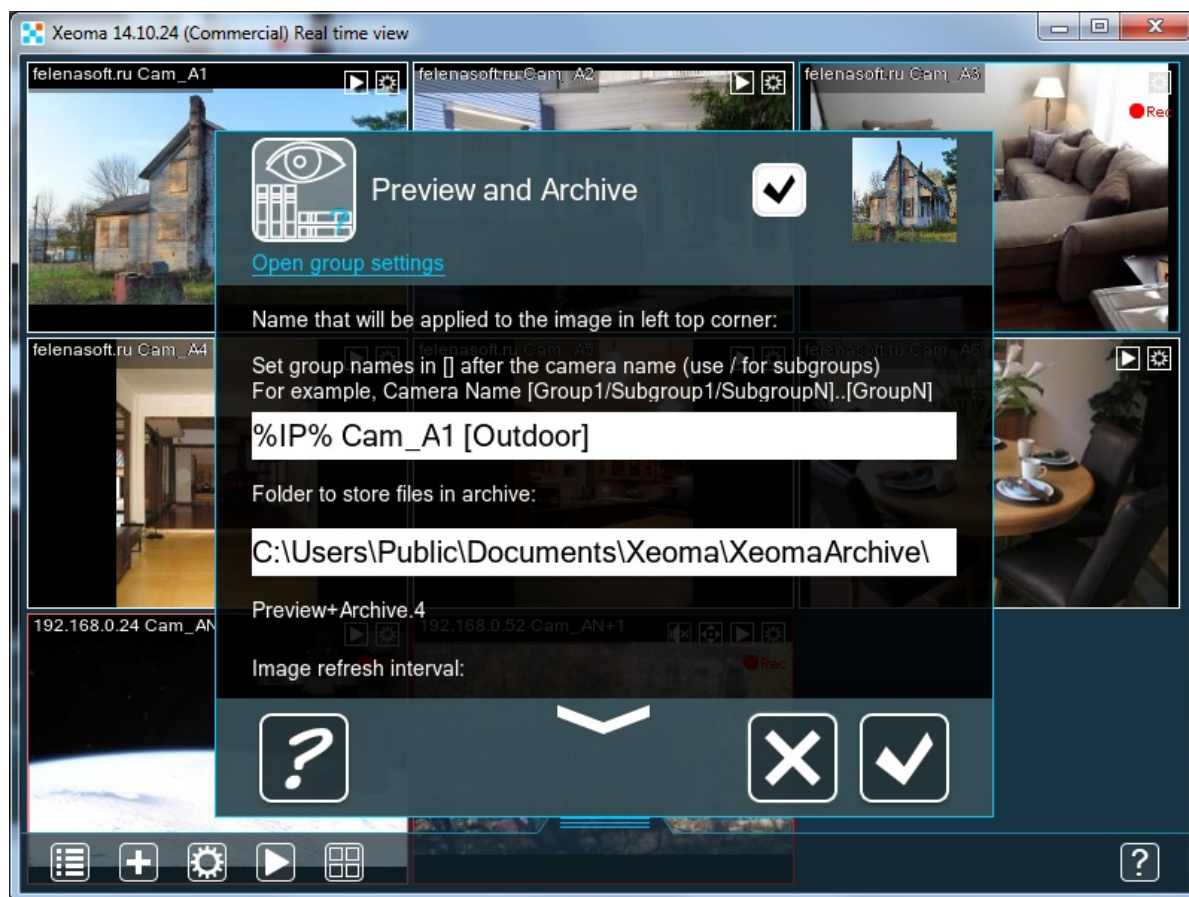 Xeoma 14.10.24 (Commercial) Real time view
felenasoft.ru Cam_A1
felenasoft.ru Cam_A2
felenasoft.ru Cam_A3
Rec
Preview and Archive
?
Open group settings
Name that will be applied to the image in left top corner:
felenasoft.ru Cam_A4
felenasoft.ru Cam_A5
felenasoft.ru Cam_A6
Set group names in [] after the camera name (use / for subgroups)
For example, Camera Name [Group1/Subgroup1/SubgroupN]..[GroupN]
%IP% Cam_A1 [Outdoor]
Folder to store files in archive:
C:\Users\Public\Documents\Xeoma\XeomaArchive\
Preview+Archive.4
192.168.0.24 Cam_AN
192.168.0.52 Cam_AN+1
Rec
Image refresh interval:
?
?